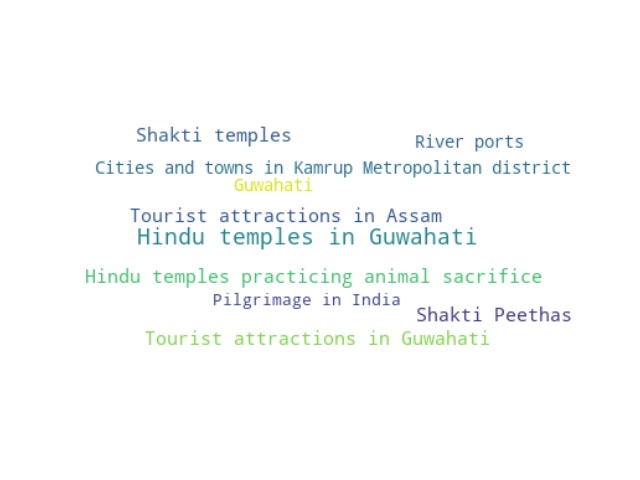 Shakti temples
River ports
Cities and towns in Kamrup Metropolitan district
Guwahati
Tourist attractions in Assam
Hindu temples in Guwahati
Hindu temples practicing animal sacrifice
Pilgrimage in India
Shakti Peethas
Tourist attractions in Guwahati